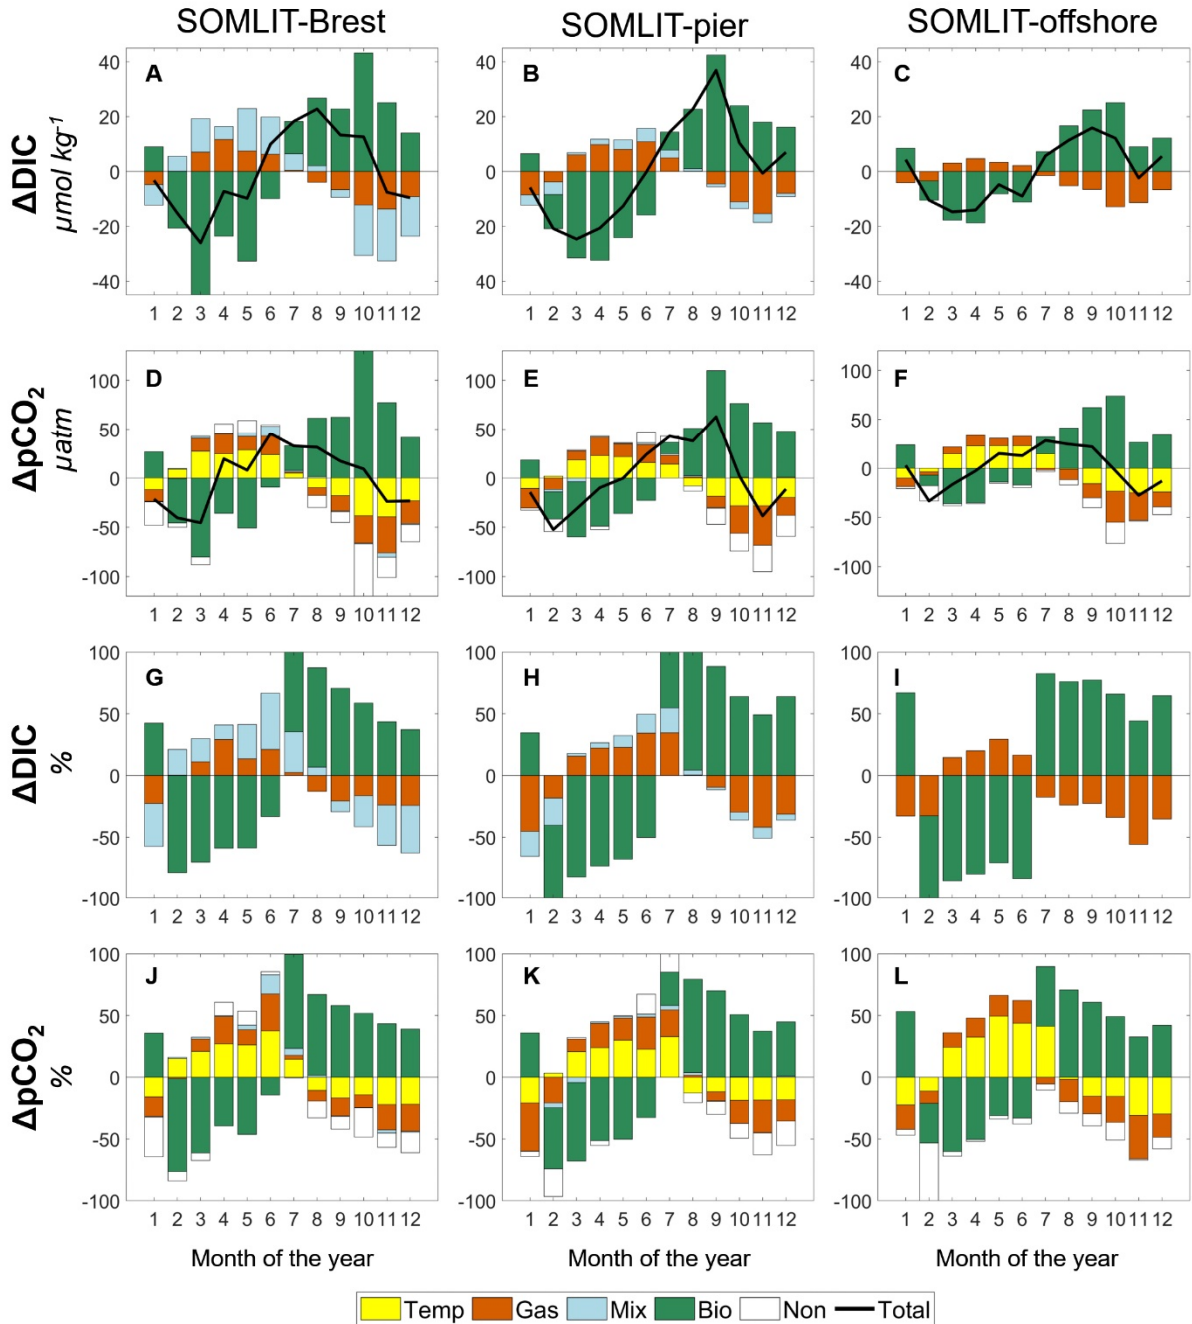 SOMLIT-Brest SOMLIT-pier SOMLIT-offshore
ΔDIC
μmol kg⁻¹
A B C
40 40 40
20 20 20
0 0 0
20 20 20
-40 -40 -40
1 2 3 4 5 6 7 8 9 10 11 12 1 2 3 4 5 6 7 8 9 10 11 12 1 2 3 4 5 6 7 8 9 10 11 12
ΔpCO₂
μatm
D E F
100 100 100
50 50 50
0 0 0
-50 -50 -50
-100 -100 -100
1 2 3 4 5 6 7 8 9 10 11 12 1 2 3 4 5 6 7 8 9 10 11 12 1 2 3 4 5 6 7 8 9 10 11 12
ΔDIC
%
100 100 100
G H I
50 50 50
0 0 0
-50 -50 -50
-100 -100 -100
1 2 3 4 5 6 7 8 9 10 11 12 1 2 3 4 5 6 7 8 9 10 11 12 1 2 3 4 5 6 7 8 9 10 11 12
ΔpCO₂
%
100 100 100
J K L
50 50 50
0 0 0
-50 -50 -50
-100 -100 -100
1 2 3 4 5 6 7 8 9 10 11 12 1 2 3 4 5 6 7 8 9 10 11 12 1 2 3 4 5 6 7 8 9 10 11 12
Month of the year Month of the year Month of the year
Temp Gas Mix Bio Non Total